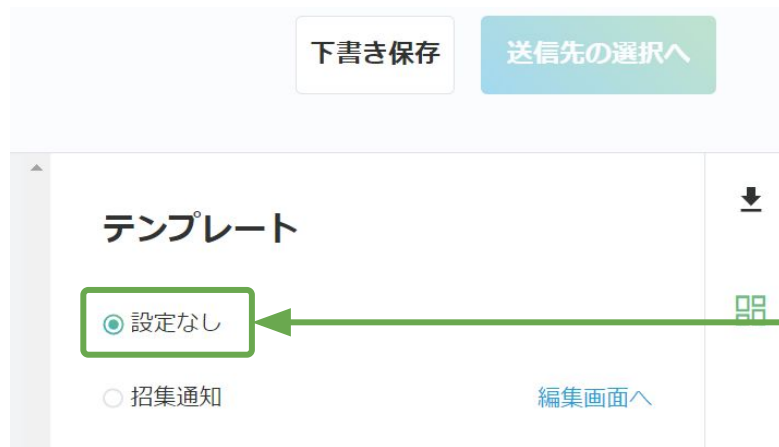 下書き保存
送信先の選択へ
テンプレート
設定なし
招集通知
編集画面へ